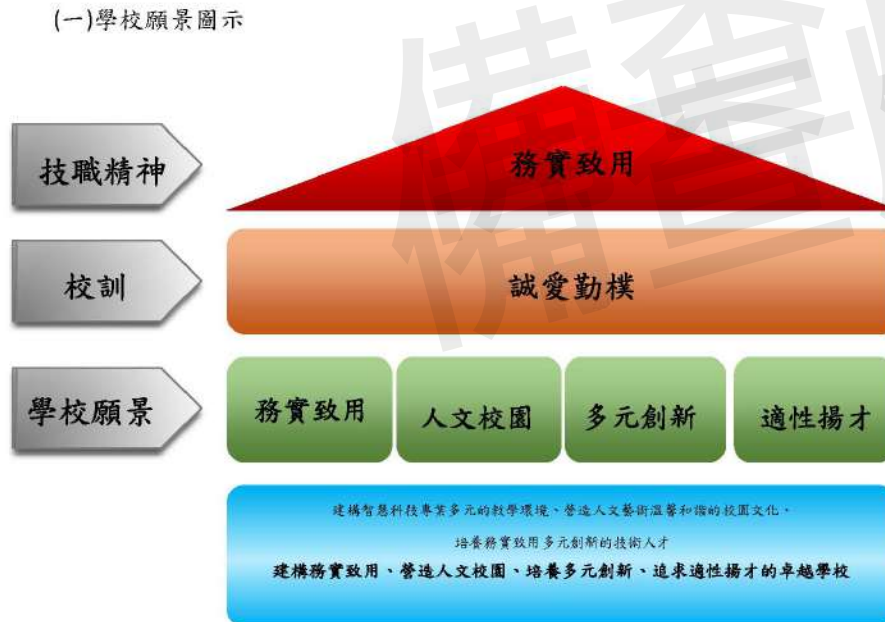 (一)學校願景圖示
技職精神
務實致用
校訓
誠愛勤樸
學校願景
務實致用
人文校園
多元創新
適性揚才
建構智慧科技專業多元的教學環境、營造人文藝術溫馨和諧的校園文化、
培養務實致用多元創新的技術人才
建構務實致用、營造人文校園、培養多元創新、追求適性揚才的卓越學校
備查